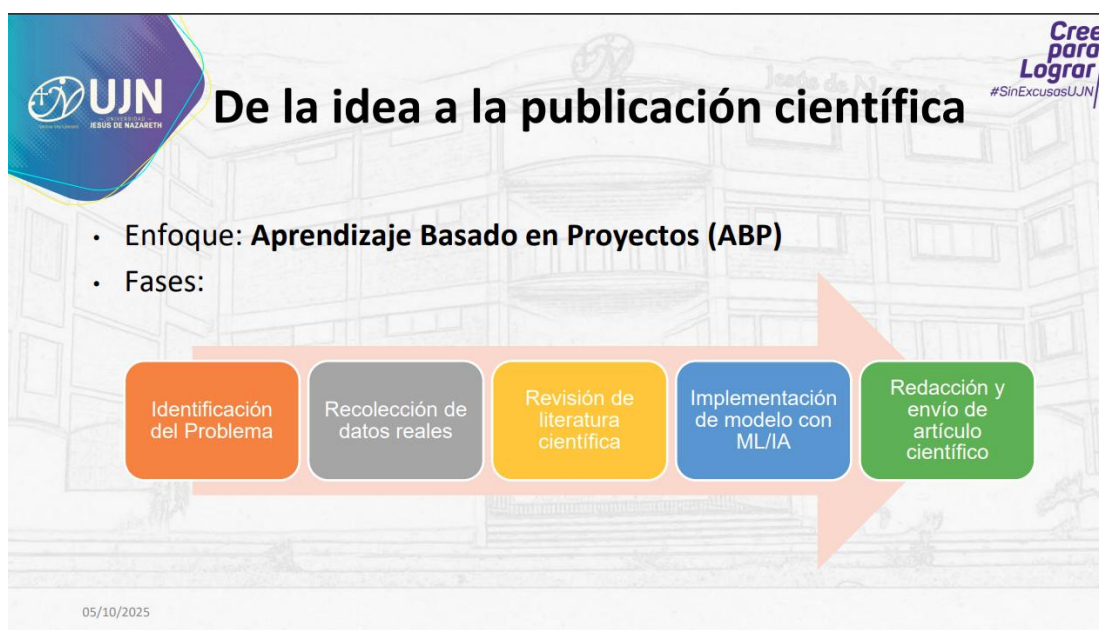 Cree
para
Lograr
#SinExcusasUJN
UJN
UNIVERSIDAD
JESÚS DE NAZARETH
De la idea a la publicación científica
• Enfoque: Aprendizaje Basado en Proyectos (ABP)
• Fases:
Identificación
del Problema
Recolección de
datos reales
Revisión de
literatura
científica
Implementación
de modelo con
ML/IA
Redacción y
envío de
artículo
científico
05/10/2025